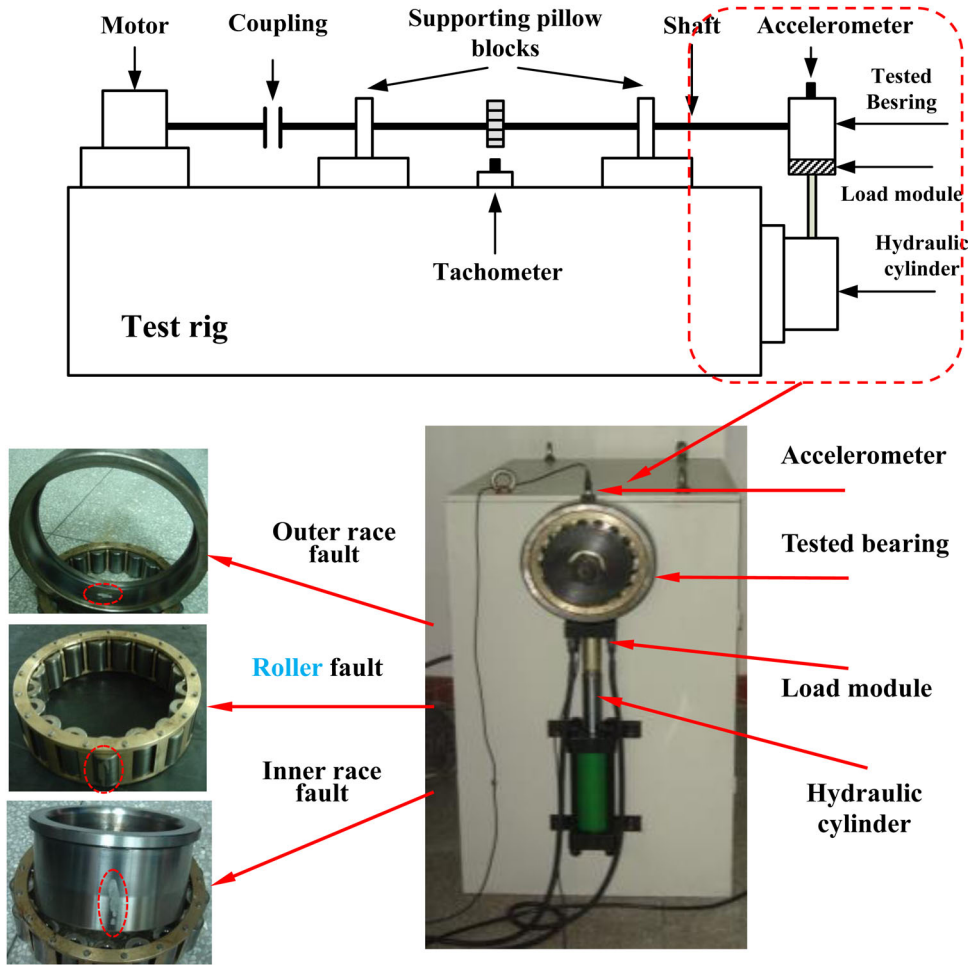 Motor
Coupling
Supporting pillow
blocks
Shaft
Accelerometer
Tested
Besring
Load module
Hydraulic
cylinder
Tachometer
Test rig
Accelerometer
Outer race
fault
Tested bearing
Roller fault
Load module
Inner race
fault
Hydraulic
cylinder